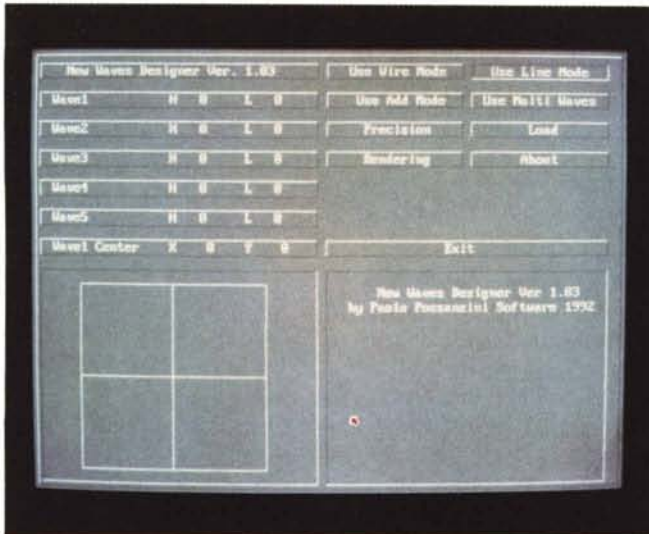 New Waves Designer Ver. 1.03
Use Wire Mode
Use Line Mode
Wave1 H 0 L 0
Use Add Mode
Use Multi Waves
Wave2 H 0 L 0
Precision
Load
Wave3 H 0 L 0
Rendering
About
Wave4 H 0 L 0
Wave5 H 0 L 0
Wave1 Center X 0 Y 0
Exit
New Waves Designer Ver 1.03
by Paolo Possanzini Software 1992